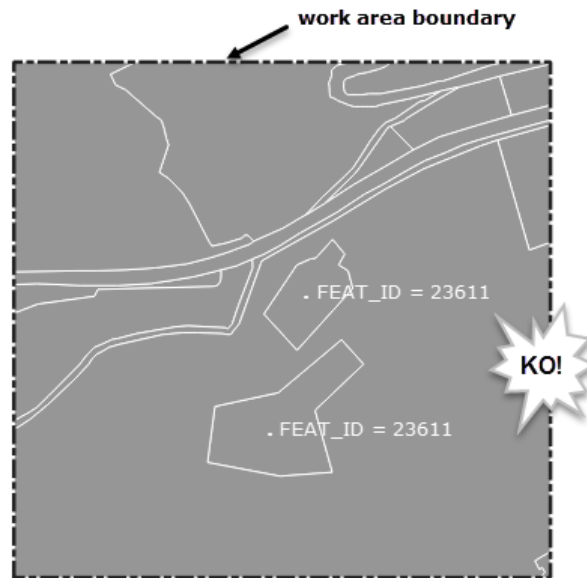 work area boundary
. FEAT_ID = 23611
KO!
. FEAT_ID = 23611